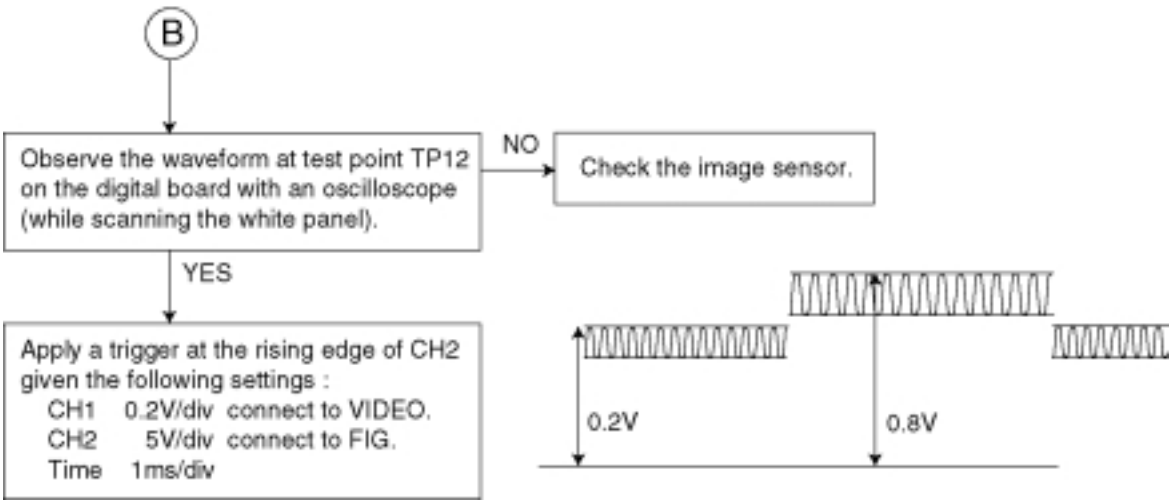 B
Observe the waveform at test point TP12
on the digital board with an oscilloscope
(while scanning the white panel).
NO
Check the image sensor.
YES
Apply a trigger at the rising edge of CH2
given the following settings :
CH1 0.2V/div connect to VIDEO.
CH2 5V/div connect to FIG.
Time 1ms/div
0.2V
0.8V